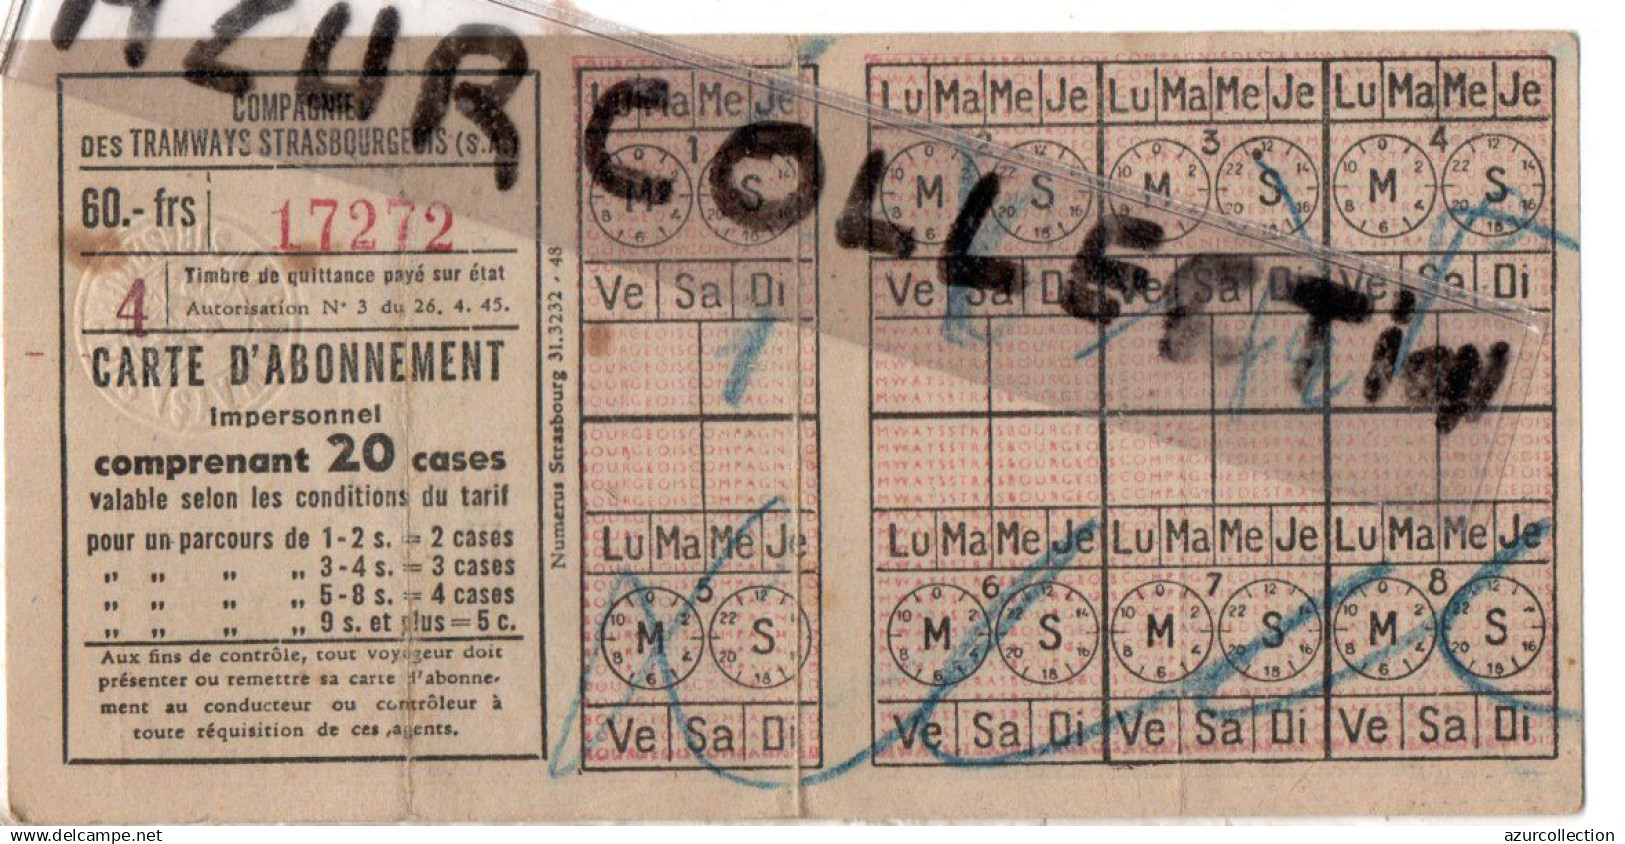 AZUR COLLECTION
COMPAGNIE
DES TRAMWAYS STRASBOURGEOIS (S.A.)
60.- frs 17272
4 Timbre de quittance payé sur état
Autorisation N° 3 du 26. 4. 45.
CARTE D'ABONNEMENT
Impersonnel
comprenant 20 cases
valable selon les conditions du tarif
pour un parcours de 1-2 s. = 2 cases
„ „ „ „ 3-4 s. = 3 cases
„ „ „ „ 5-8 s. = 4 cases
„ „ „ „ 9 s. et plus = 5 c.
Aux fins de contrôle, tout voyageur doit
présenter ou remettre sa carte d'abonne-
ment au conducteur ou contrôleur à
toute réquisition de ces agents.
Numerus Strasbourg 31.3232 - 48
Lu Ma Me Je Lu Ma Me Je Lu Ma Me Je Lu Ma Me Je
1 2 3 4
M S M S M S M S
Ve Sa Di Ve Sa Di Ve Sa Di Ve Sa Di
Lu Ma Me Je Lu Ma Me Je Lu Ma Me Je Lu Ma Me Je
5 6 7 8
M S M S M S M S
Ve Sa Di Ve Sa Di Ve Sa Di Ve Sa Di
azurcollection